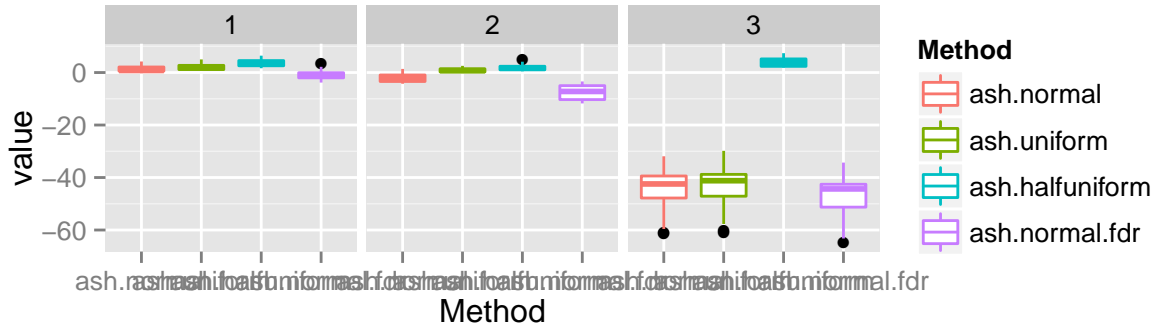 1 2 3
Method
ash.normal
ash.uniform
ash.halfuniform
ash.normal.fdr
value
0
−20
−40
−60
Method